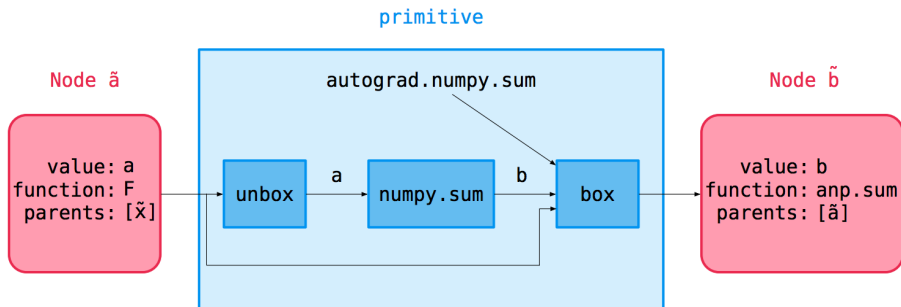 primitive
Node ã
Node b̃
autograd.numpy.sum
value: a
function: F
parents: [x̃]
unbox
a
numpy.sum
b
box
value: b
function: anp.sum
parents: [ã]